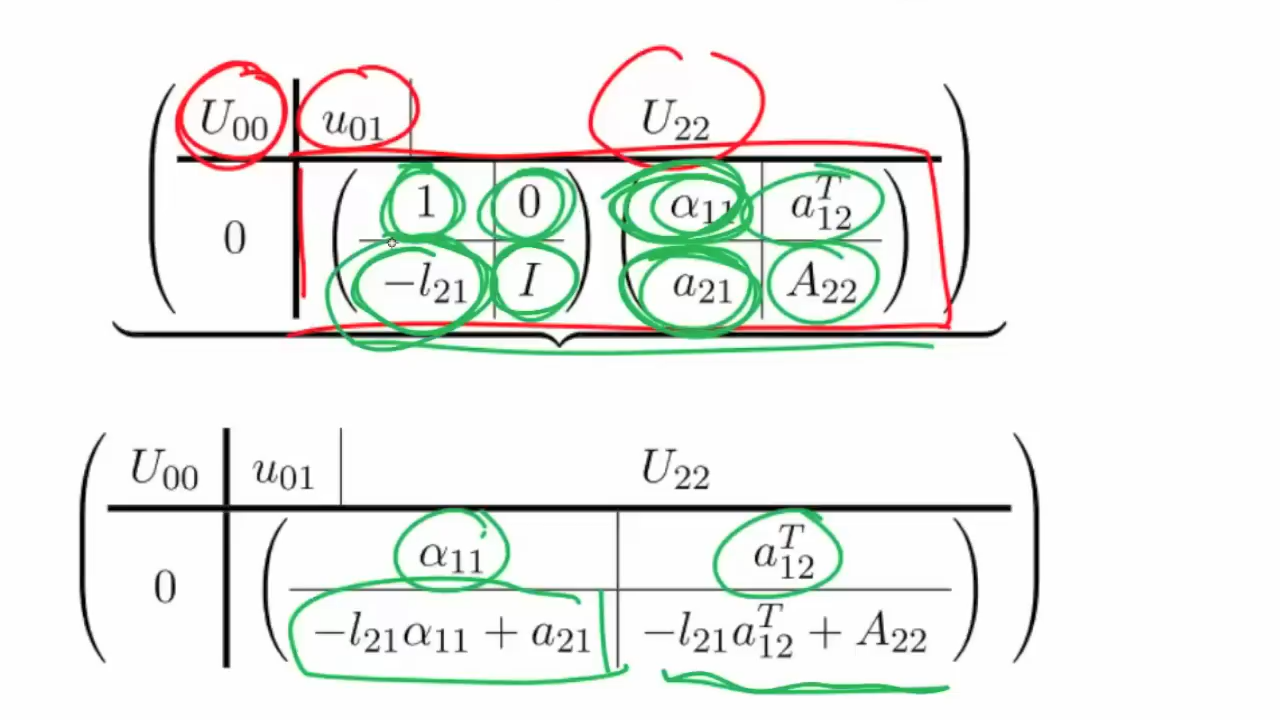 U₀₀ u₀₁ U₂₂
0 ( 1 0 ) ( α₁₁ a₁₂ᵀ )
( −l₂₁ I ) ( a₂₁ A₂₂ )
U₀₀ u₀₁ U₂₂
0 ( α₁₁ a₁₂ᵀ )
( −l₂₁α₁₁ + a₂₁ −l₂₁a₁₂ᵀ + A₂₂ )